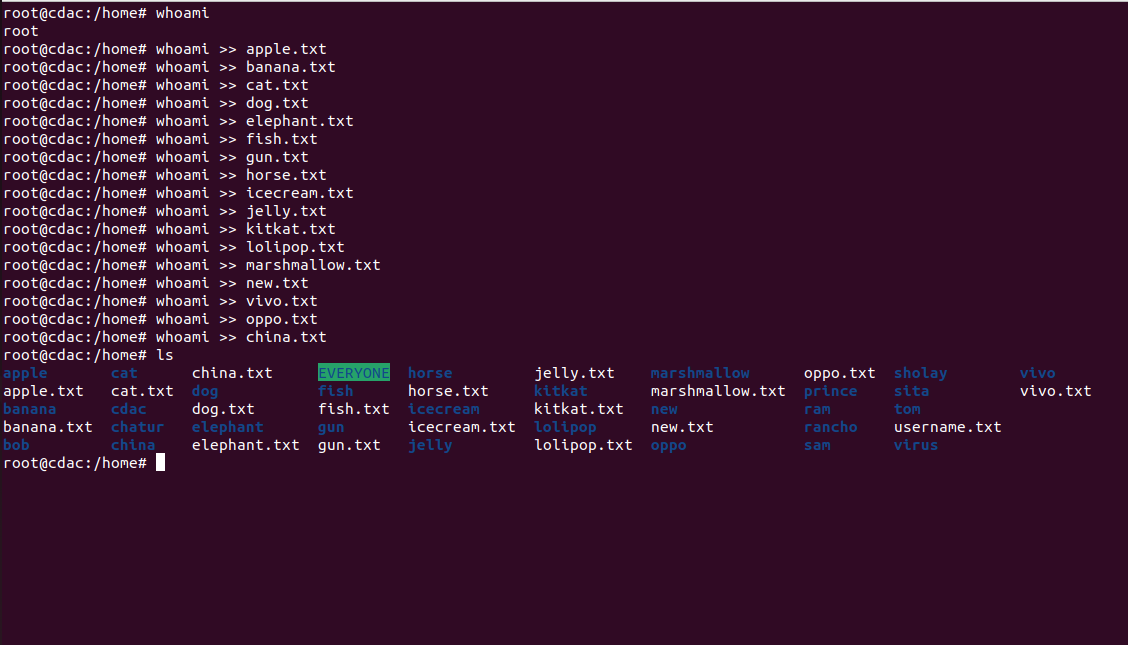 root@cdac:/home# whoami
root
root@cdac:/home# whoami >> apple.txt
root@cdac:/home# whoami >> banana.txt
root@cdac:/home# whoami >> cat.txt
root@cdac:/home# whoami >> dog.txt
root@cdac:/home# whoami >> elephant.txt
root@cdac:/home# whoami >> fish.txt
root@cdac:/home# whoami >> gun.txt
root@cdac:/home# whoami >> horse.txt
root@cdac:/home# whoami >> icecream.txt
root@cdac:/home# whoami >> jelly.txt
root@cdac:/home# whoami >> kitkat.txt
root@cdac:/home# whoami >> lolipop.txt
root@cdac:/home# whoami >> marshmallow.txt
root@cdac:/home# whoami >> new.txt
root@cdac:/home# whoami >> vivo.txt
root@cdac:/home# whoami >> oppo.txt
root@cdac:/home# whoami >> china.txt
root@cdac:/home# ls
apple cat china.txt EVERYONE horse jelly.txt marshmallow oppo.txt sholay vivo
apple.txt cat.txt dog fish horse.txt kitkat marshmallow.txt prince sita vivo.txt
banana cdac dog.txt fish.txt icecream kitkat.txt new ram tom
banana.txt chatur elephant gun icecream.txt lolipop new.txt rancho username.txt
bob china elephant.txt gun.txt jelly lolipop.txt oppo sam virus
root@cdac:/home#